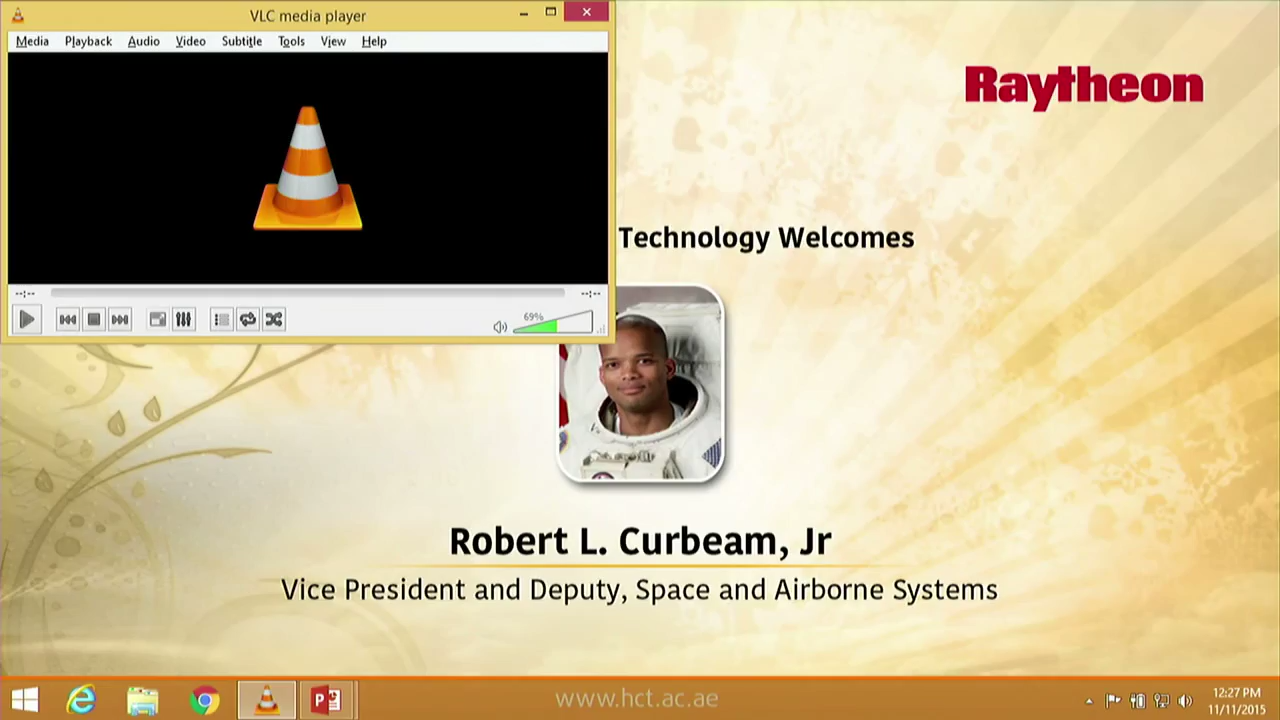 VLC media player
Media Playback Audio Video Subtitle Tools View Help
Raytheon
Technology Welcomes
--:-- --:--
69%
Robert L. Curbeam, Jr
Vice President and Deputy, Space and Airborne Systems
www.hct.ac.ae
12:27 PM
11/11/2015